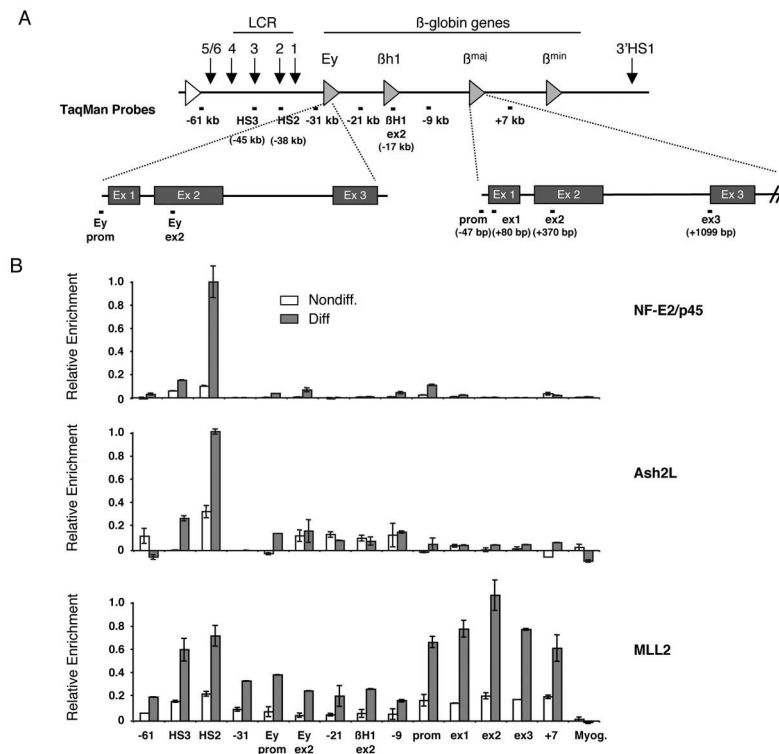 A
LCR
ß-globin genes
5/6 4 3 2 1
Ey ßh1 ß^maj ß^min 3'HS1
TaqMan Probes
-61 kb HS3 HS2 -31 kb -21 kb ßH1 -9 kb +7 kb
ex2
(-45 kb) (-38 kb) (-17 kb)
Ex 1 Ex 2 Ex 3 Ex 1 Ex 2 Ex 3
Ey Ey prom ex1 ex2 ex3
prom ex2 (-47 bp) (+80 bp) (+370 bp) (+1099 bp)
B
Relative Enrichment
1.0
0.8
0.6
0.4
0.2
0
Nondiff.
Diff
NF-E2/p45
Relative Enrichment
1.0
0.8
0.6
0.4
0.2
0
Ash2L
Relative Enrichment
1.0
0.8
0.6
0.4
0.2
0
MLL2
-61 HS3 HS2 -31 Ey Ey -21 ßH1 -9 prom ex1 ex2 ex3 +7 Myog.
prom ex2 ex2